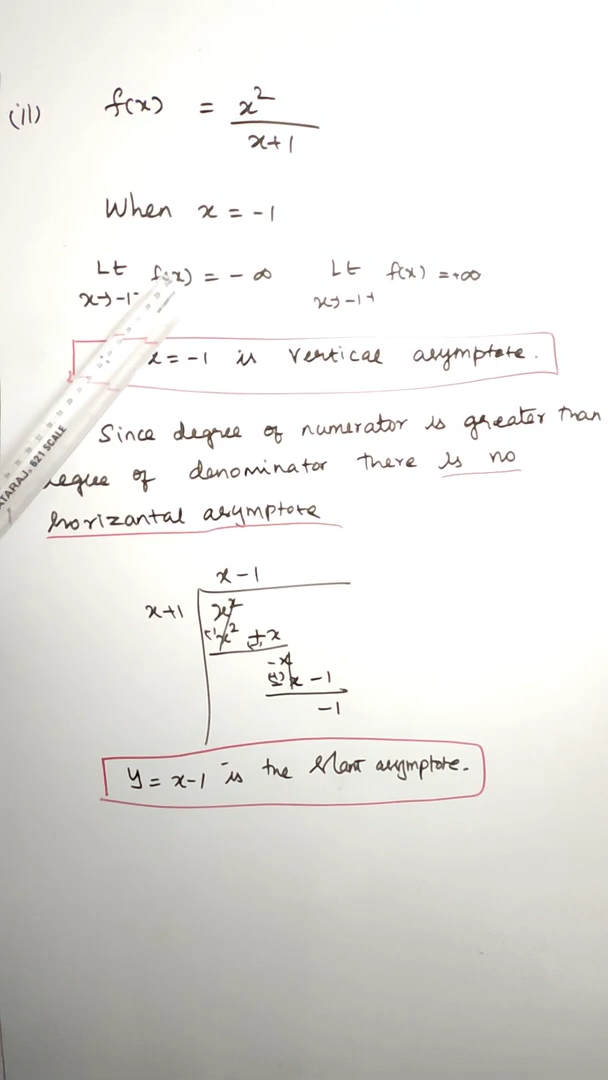 (ii) f(x) = x²/x+1
When x = -1
Lt x→-1⁻ f(x) = -∞ Lt x→-1+ f(x) = +∞
x = -1 is vertical asymptote.
Since degree of numerator is greater than
degree of denominator there is no
horizantal asymptote
x-1
x+1 x²
x² + x
-x
-x -1
-1
y = x-1 is the slant asymptote.
NATARAJ-621 SCALE